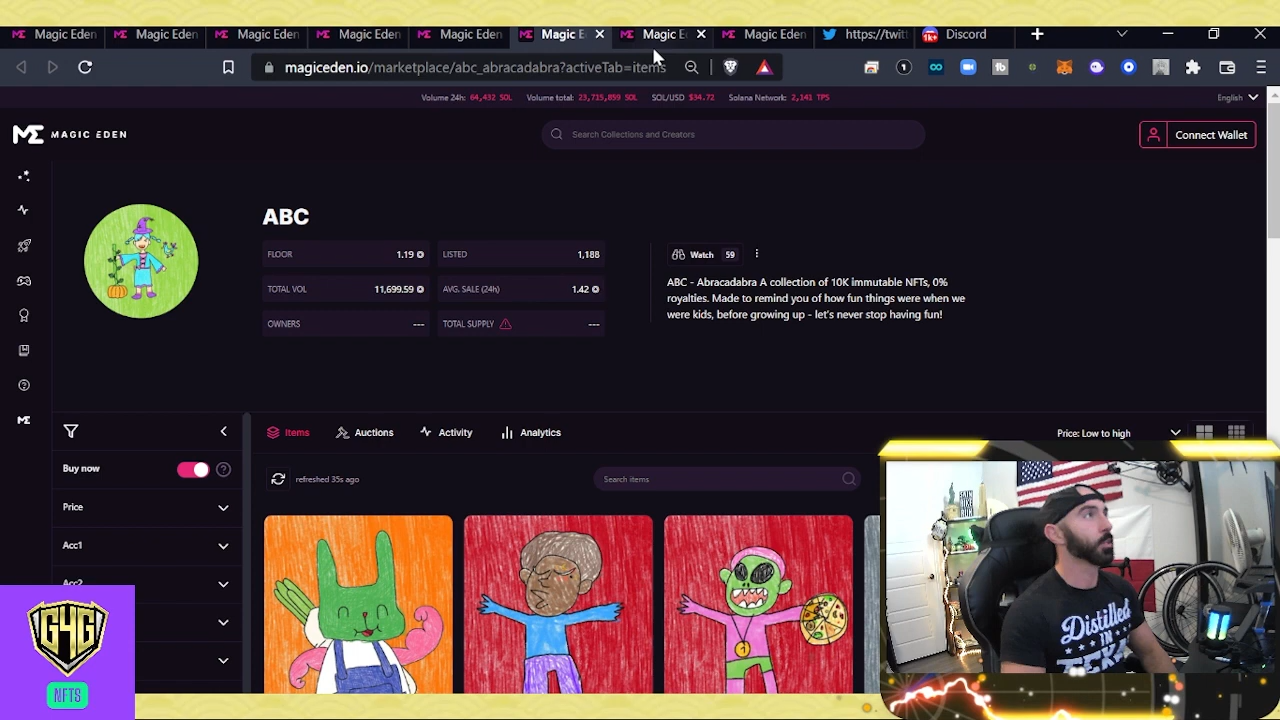 Magic Eden
Magic Eden
Magic Eden
Magic Eden
Magic Eden
Magic E
Magic E
Magic Eden
https://twitt
Discord
magiceden.io/marketplace/abc_abracadabra?activeTab=items
Volume 24h: 64,432 SOL Volume total: 23,715,859 SOL SOL/USD $34.72 Solana Network: 2,141 TPS
English
MAGIC EDEN
Search Collections and Creators
Connect Wallet
ABC
FLOOR 1.19
LISTED 1,188
TOTAL VOL 11,699.59
AVG. SALE (24h) 1.42
OWNERS ---
TOTAL SUPPLY ---
Watch 59
ABC - Abracadabra A collection of 10K immutable NFTs, 0%
royalties. Made to remind you of how fun things were when we
were kids, before growing up - let's never stop having fun!
Items
Auctions
Activity
Analytics
Price: Low to high
Buy now
refreshed 35s ago
Search items
Price
Acc1
Acc2
G4G
NFTS
Distilled
IN
TEXA